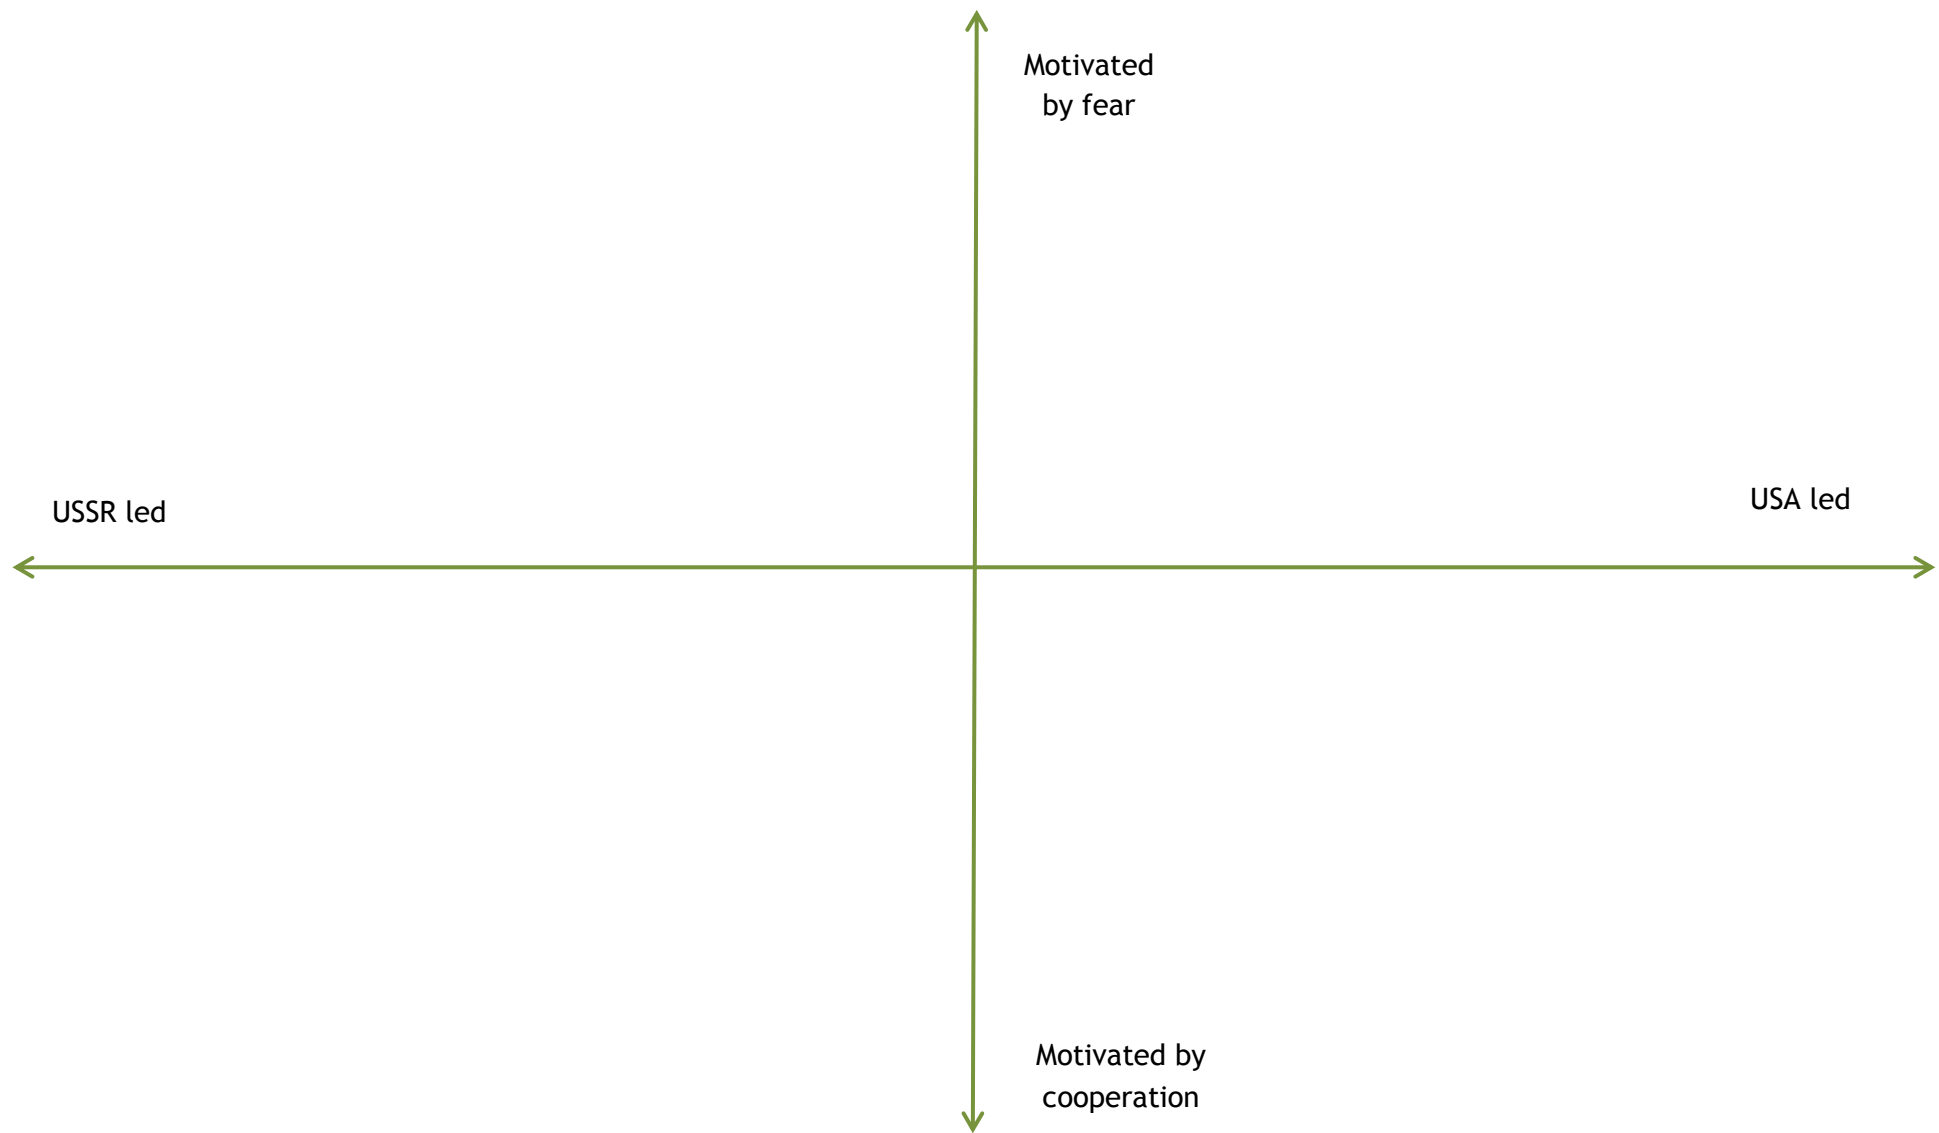 Motivated
by fear
USSR led
USA led
Motivated by
cooperation